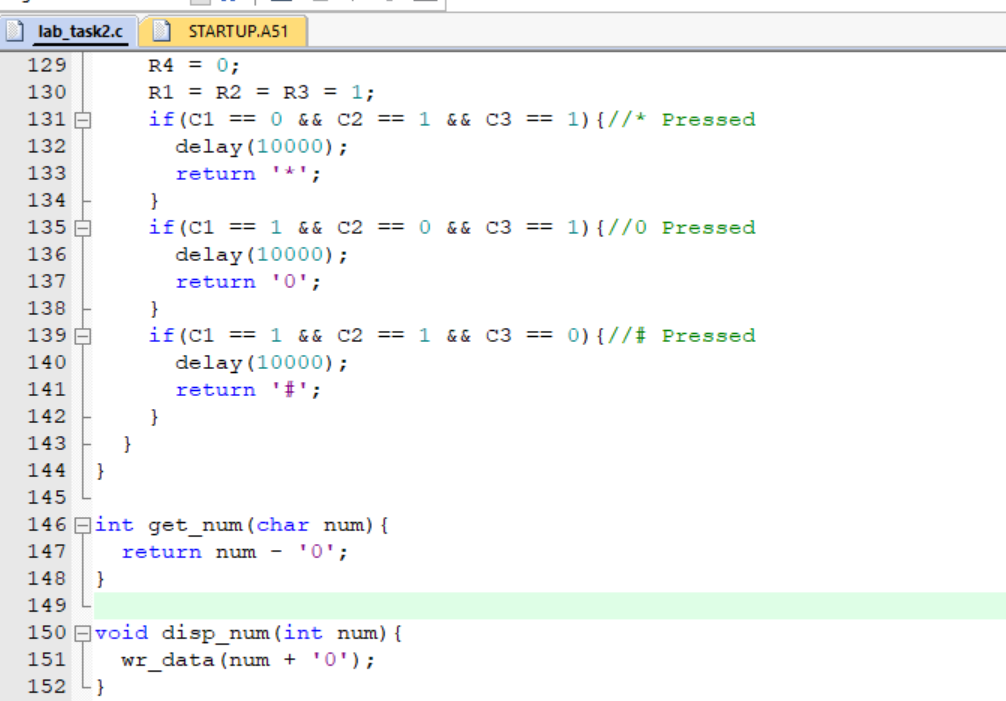 lab_task2.c STARTUP.A51
129 R4 = 0;
130 R1 = R2 = R3 = 1;
131 if(C1 == 0 && C2 == 1 && C3 == 1){//* Pressed
132 delay(10000);
133 return '*';
134 }
135 if(C1 == 1 && C2 == 0 && C3 == 1){//0 Pressed
136 delay(10000);
137 return '0';
138 }
139 if(C1 == 1 && C2 == 1 && C3 == 0){//# Pressed
140 delay(10000);
141 return '#';
142 }
143 }
144 }
145
146 int get_num(char num){
147 return num - '0';
148 }
149
150 void disp_num(int num){
151 wr_data(num + '0');
152 }